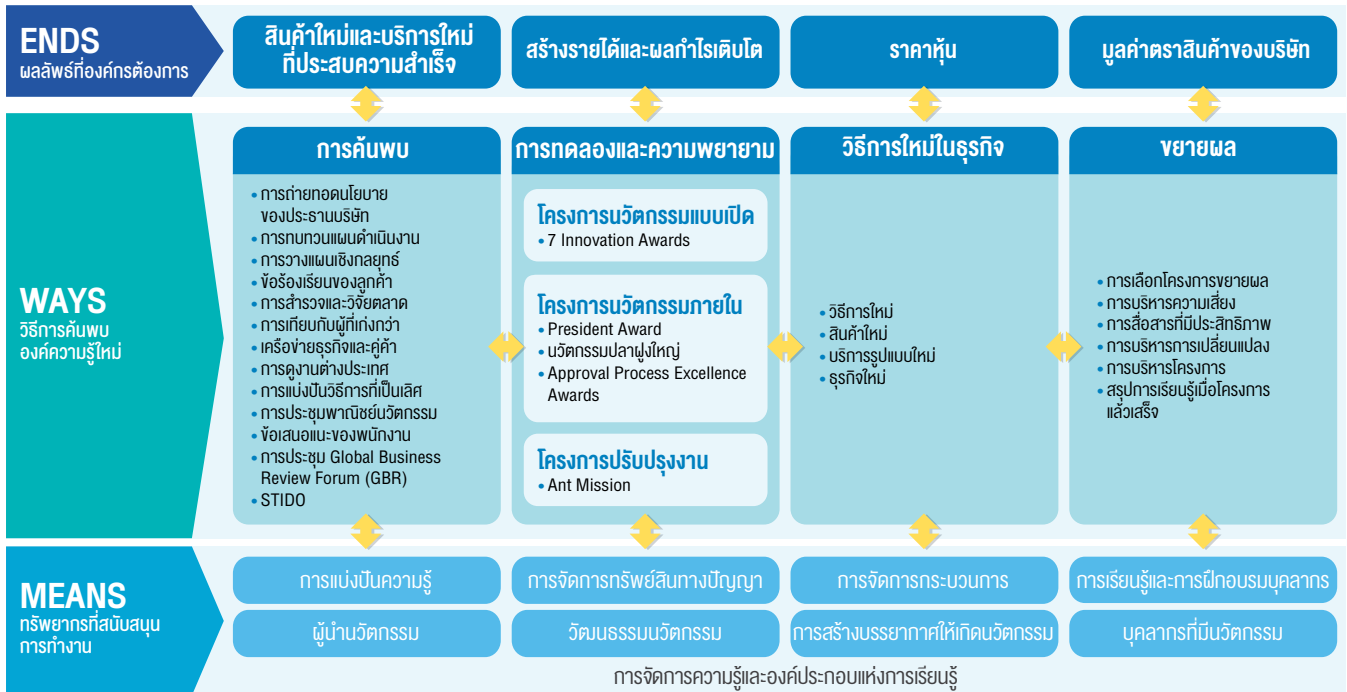 ENDS
ผลลัพธ์ที่องค์กรต้องการ
สินค้าใหม่และบริการใหม่
ที่ประสบความสำเร็จ
สร้างรายได้และผลกำไรเติบโต
ราคาหุ้น
มูลค่าตราสินค้าของบริษัท
WAYS
วิธีการค้นพบ
องค์ความรู้ใหม่
การค้นพบ
• การถ่ายทอดนโยบาย
ของประธานบริษัท
• การทบทวนแผนดำเนินงาน
• การวางแผนเชิงกลยุทธ์
• ข้อร้องเรียนของลูกค้า
• การสำรวจและวิจัยตลาด
• การเทียบกับผู้ที่เก่งกว่า
• เครือข่ายธุรกิจและคู่ค้า
• การดูงานต่างประเทศ
• การแบ่งปันวิธีการที่เป็นเลิศ
• การประชุมพาณิชย์นวัตกรรม
• ข้อเสนอแนะของพนักงาน
• การประชุม Global Business
Review Forum (GBR)
• STIDO
การทดลองและความพยายาม
โครงการนวัตกรรมแบบเปิด
• 7 Innovation Awards
โครงการนวัตกรรมภายใน
• President Award
• นวัตกรรมปลาฝูงใหญ่
• Approval Process Excellence
Awards
โครงการปรับปรุงงาน
• Ant Mission
วิธีการใหม่ในธุรกิจ
• วิธีการใหม่
• สินค้าใหม่
• บริการรูปแบบใหม่
• ธุรกิจใหม่
ขยายผล
• การเลือกโครงการขยายผล
• การบริหารความเสี่ยง
• การสื่อสารที่มีประสิทธิภาพ
• การบริหารการเปลี่ยนแปลง
• การบริหารโครงการ
• สรุปการเรียนรู้เมื่อโครงการ
แล้วเสร็จ
MEANS
ทรัพยากรที่สนับสนุน
การทำงาน
การแบ่งปันความรู้
การจัดการทรัพย์สินทางปัญญา
การจัดการกระบวนการ
การเรียนรู้และการฝึกอบรมบุคลากร
ผู้นำนวัตกรรม
วัฒนธรรมนวัตกรรม
การสร้างบรรยากาศให้เกิดนวัตกรรม
บุคลากรที่มีนวัตกรรม
การจัดการความรู้และองค์ประกอบแห่งการเรียนรู้